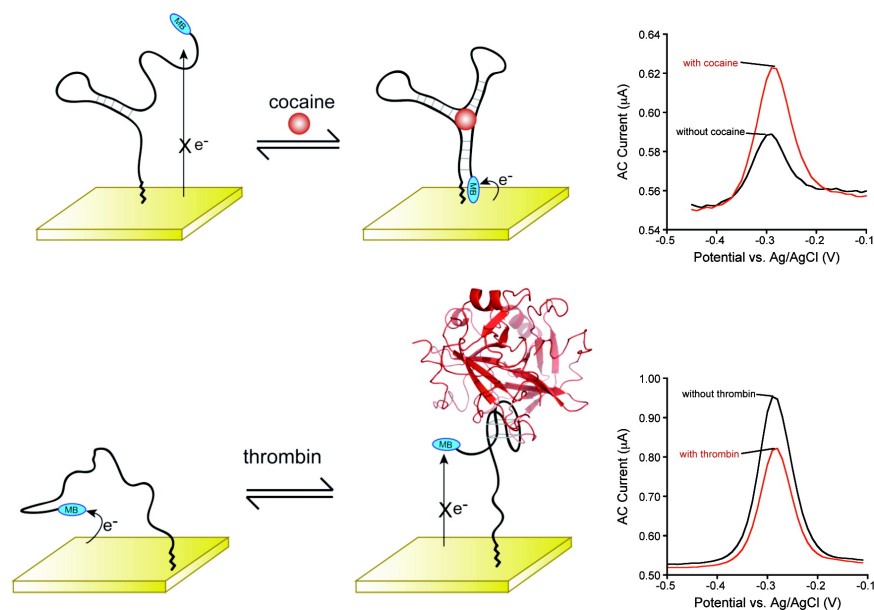 MB
X e-
cocaine
MB
e-
AC Current (μA)
0.64
0.62
0.60
0.58
0.56
0.54
with cocaine
without cocaine
-0.5 -0.4 -0.3 -0.2 -0.1
Potential vs. Ag/AgCl (V)
MB
e-
thrombin
MB
X e-
AC Current (μA)
1.00
0.90
0.80
0.70
0.60
0.50
without thrombin
with thrombin
-0.5 -0.4 -0.3 -0.2 -0.1
Potential vs. Ag/AgCl (V)